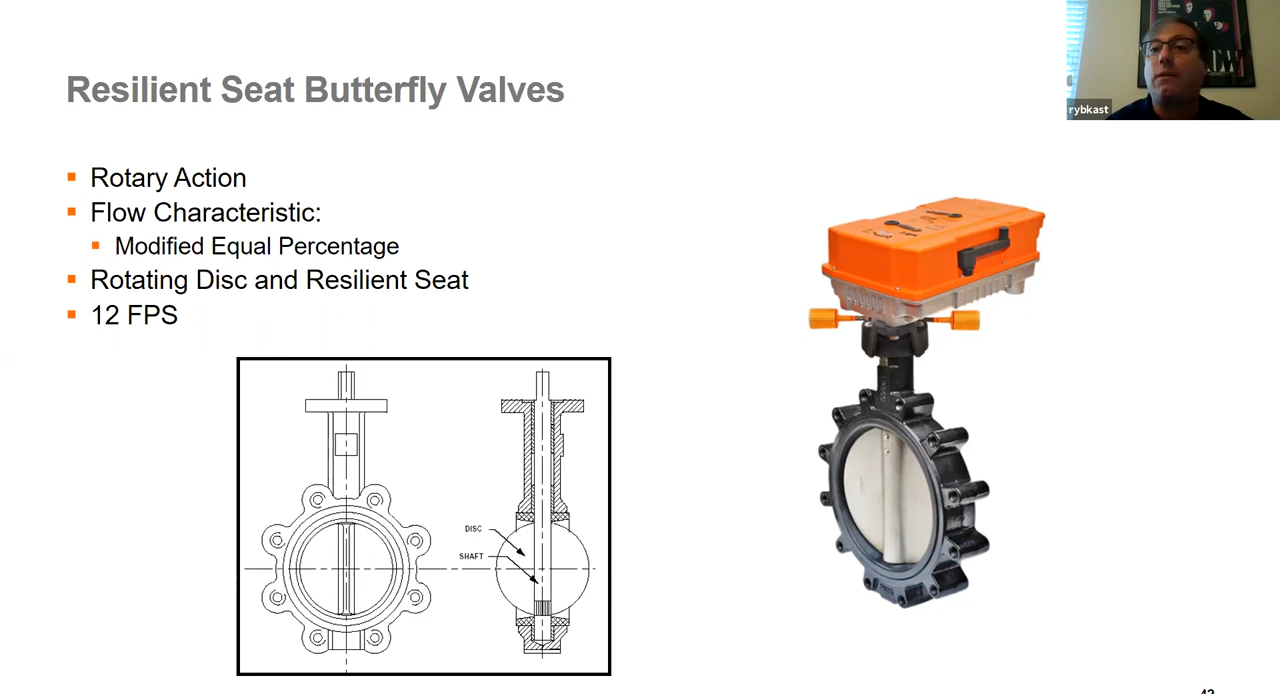 Resilient Seat Butterfly Valves
rybkast
Rotary Action
Flow Characteristic:
Modified Equal Percentage
Rotating Disc and Resilient Seat
12 FPS
DISC
SHAFT